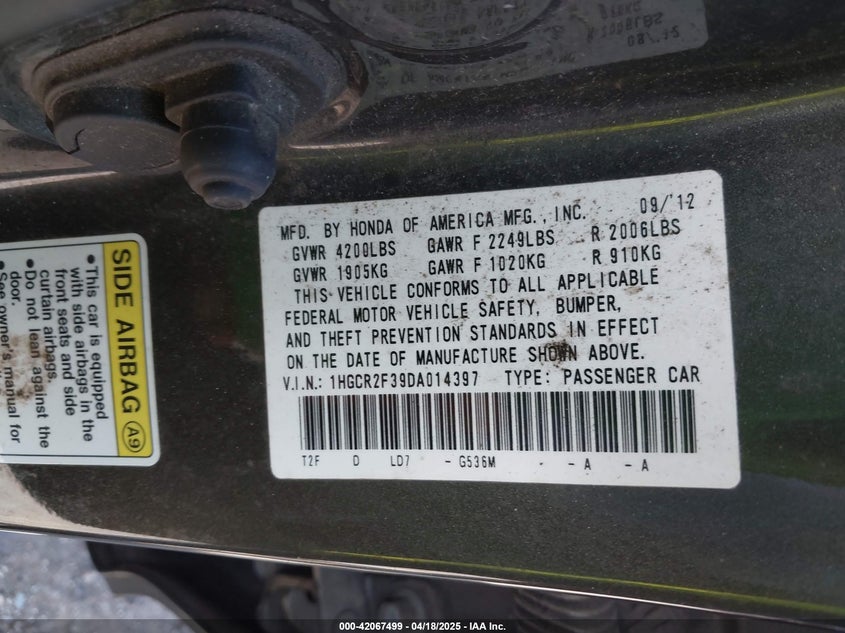 MFD. BY HONDA OF AMERICA MFG., INC. 09/'12
GVWR 4200LBS GAWR F 2249LBS R 2006LBS
GVWR 1905KG GAWR F 1020KG R 910KG
THIS VEHICLE CONFORMS TO ALL APPLICABLE
FEDERAL MOTOR VEHICLE SAFETY, BUMPER,
AND THEFT PREVENTION STANDARDS IN EFFECT
ON THE DATE OF MANUFACTURE SHOWN ABOVE.
V.I.N.: 1HGCR2F39DA014397 TYPE: PASSENGER CAR
T2F D LD7 - G536M - - A - A
SIDE AIRBAG A9
•This car is equipped
with side airbags in the
front seats and side
curtain airbags.
•Do not lean against the
door.
•See owner's manual for
000-42067499 - 04/18/2025 - IAA Inc.